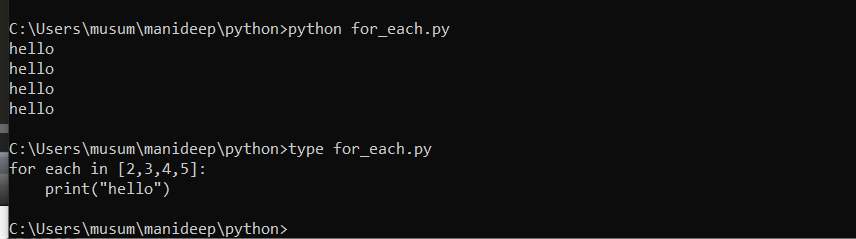 C:\Users\musum\manideep\python>python for_each.py
hello
hello
hello
hello
C:\Users\musum\manideep\python>type for_each.py
for each in [2,3,4,5]:
    print("hello")
C:\Users\musum\manideep\python>